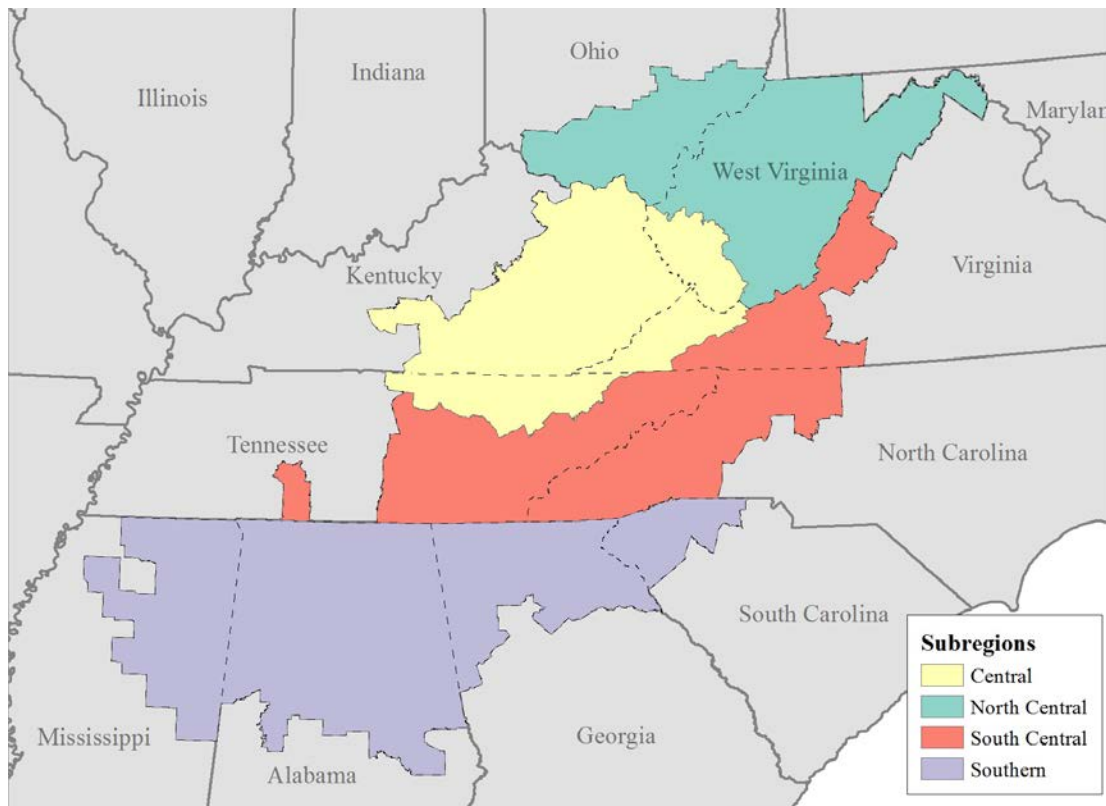 Ohio
Indiana
Illinois
Marylan
West Virginia
Virginia
Kentucky
Tennessee
North Carolina
South Carolina
Mississippi
Alabama
Georgia
Subregions
Central
North Central
South Central
Southern